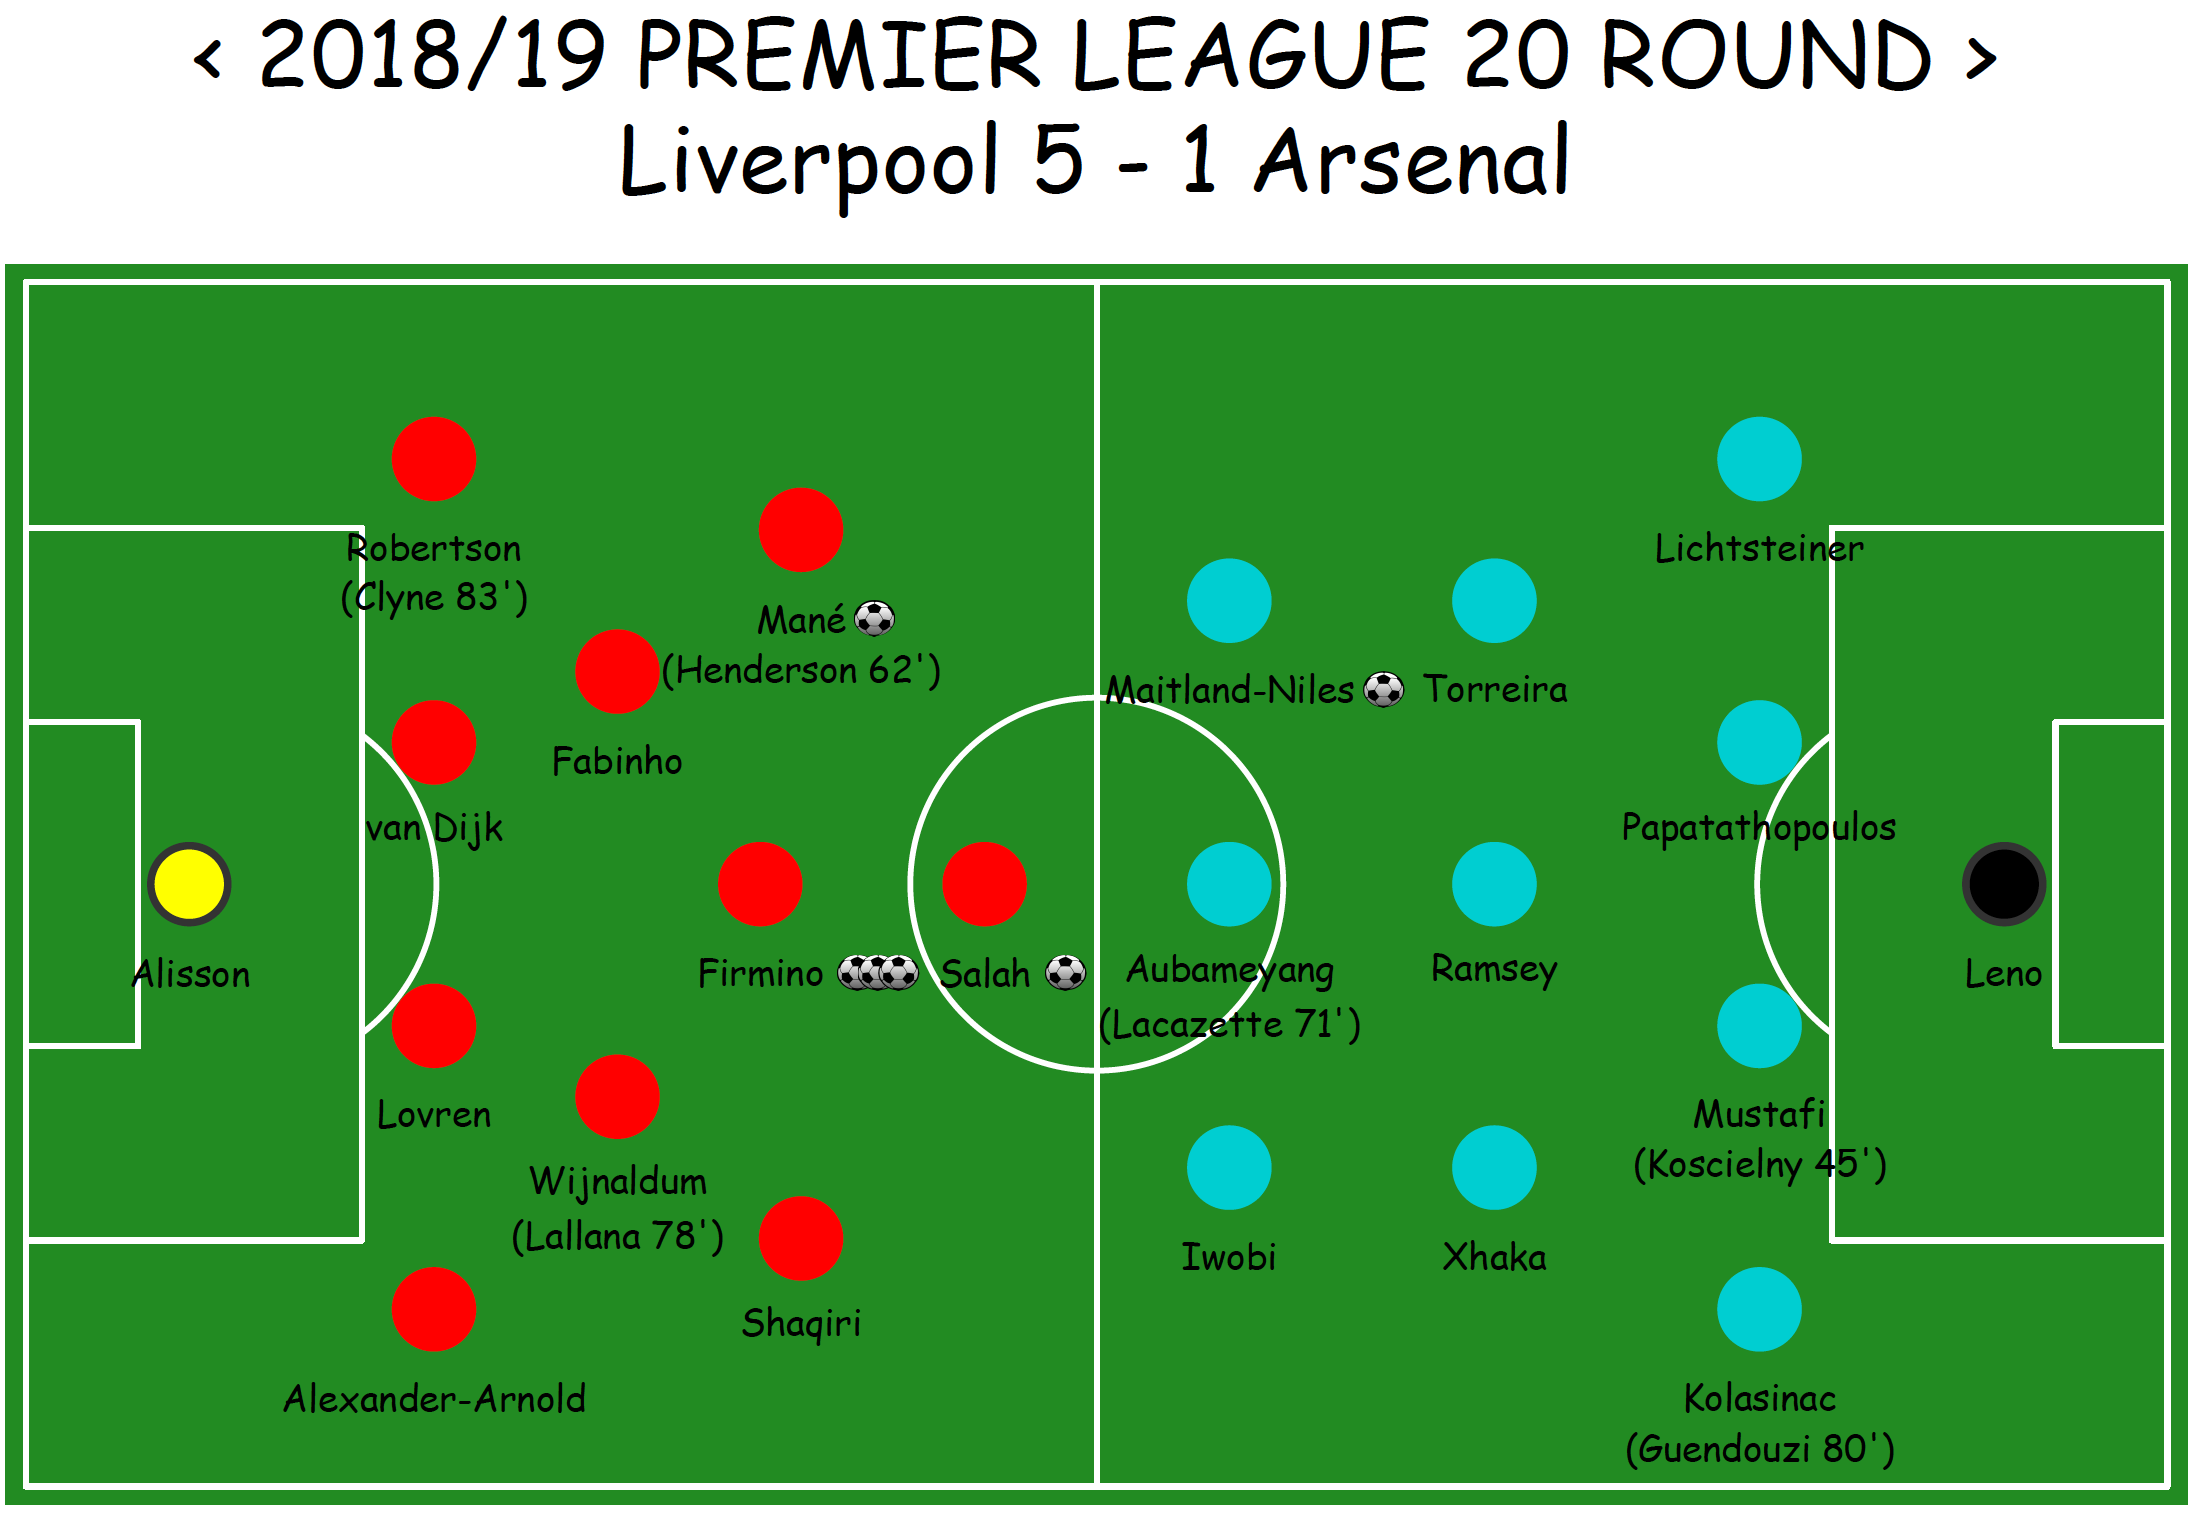 < 2018/19 PREMIER LEAGUE 20 ROUND >
Liverpool 5 - 1 Arsenal
Robertson
(Clyne 83')
Mané
(Henderson 62')
Fabinho
van Dijk
Alisson
Firmino
Salah
Lovren
Wijnaldum
(Lallana 78')
Shaqiri
Alexander-Arnold
Lichtsteiner
Maitland-Niles
Torreira
Papatathopoulos
Aubameyang
(Lacazette 71')
Ramsey
Leno
Mustafi
(Koscielny 45')
Iwobi
Xhaka
Kolasinac
(Guendouzi 80')